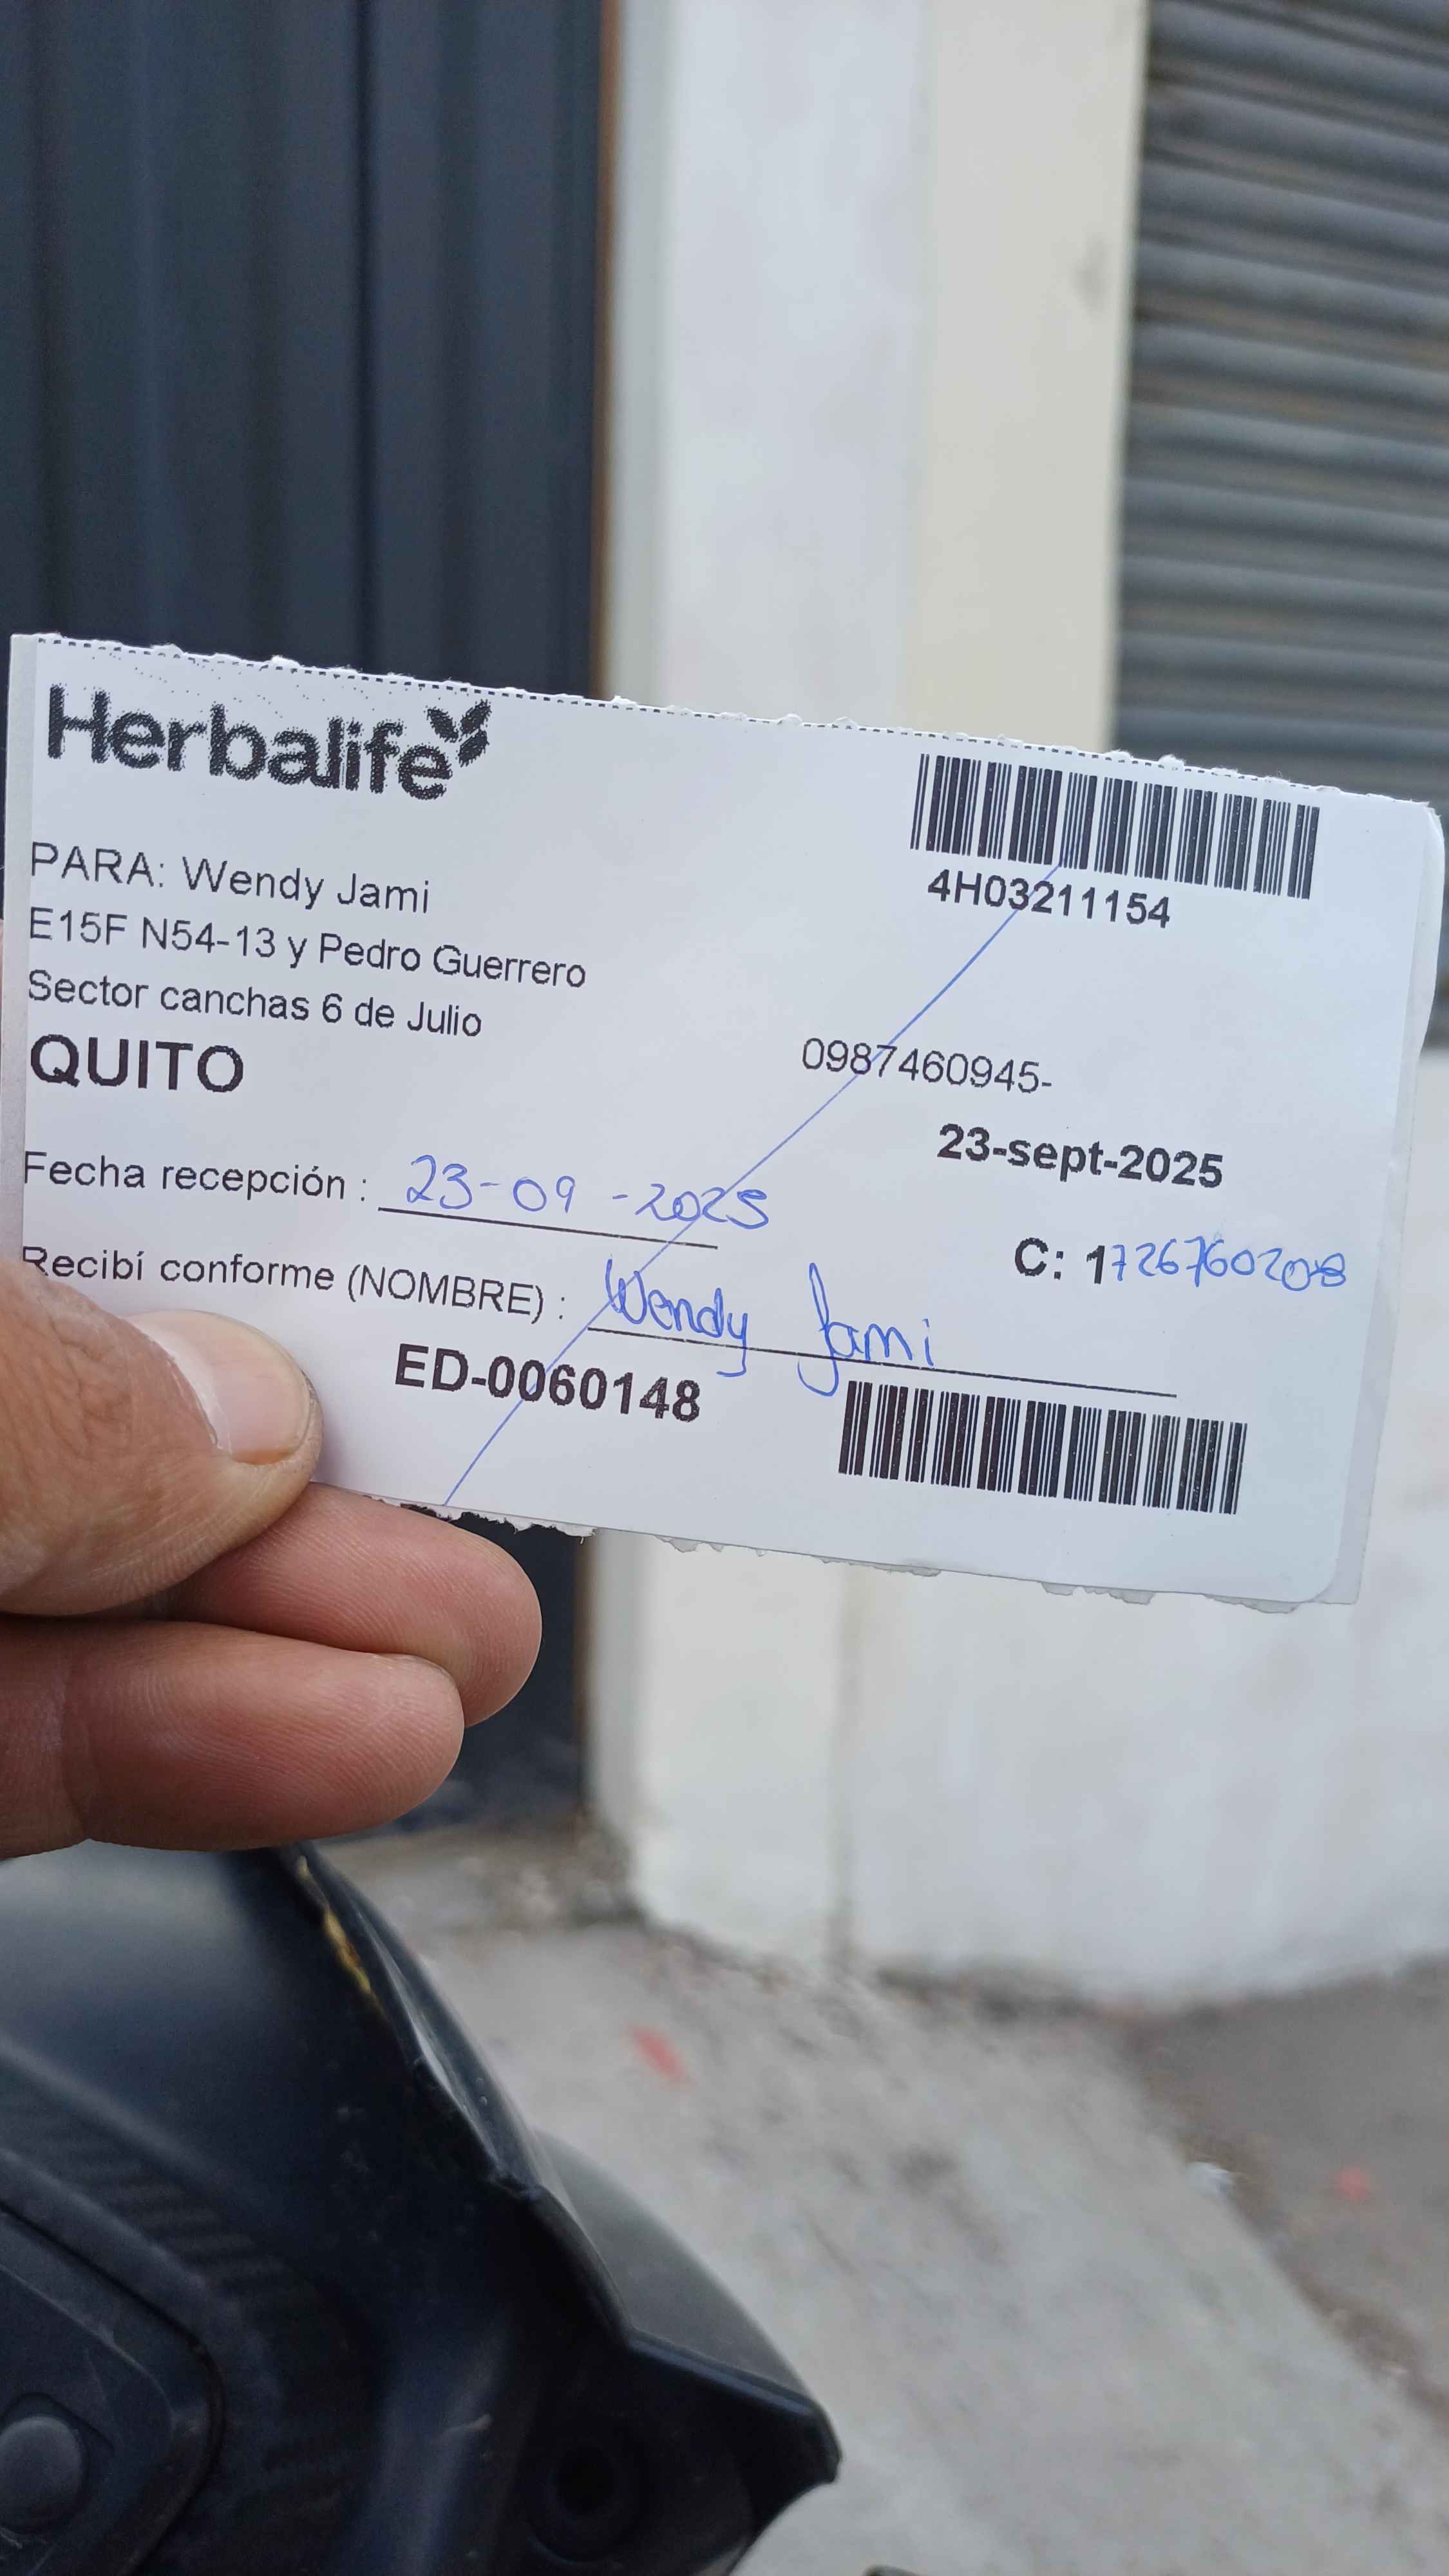 Herbalife
4H03211154
PARA: Wendy Jami
E15F N54-13 y Pedro Guerrero
Sector canchas 6 de Julio
QUITO
0987460945-
23-sept-2025
Fecha recepción : 23-09-2025
C: 1726760208
Recibí conforme (NOMBRE) : Wendy Jami
ED-0060148